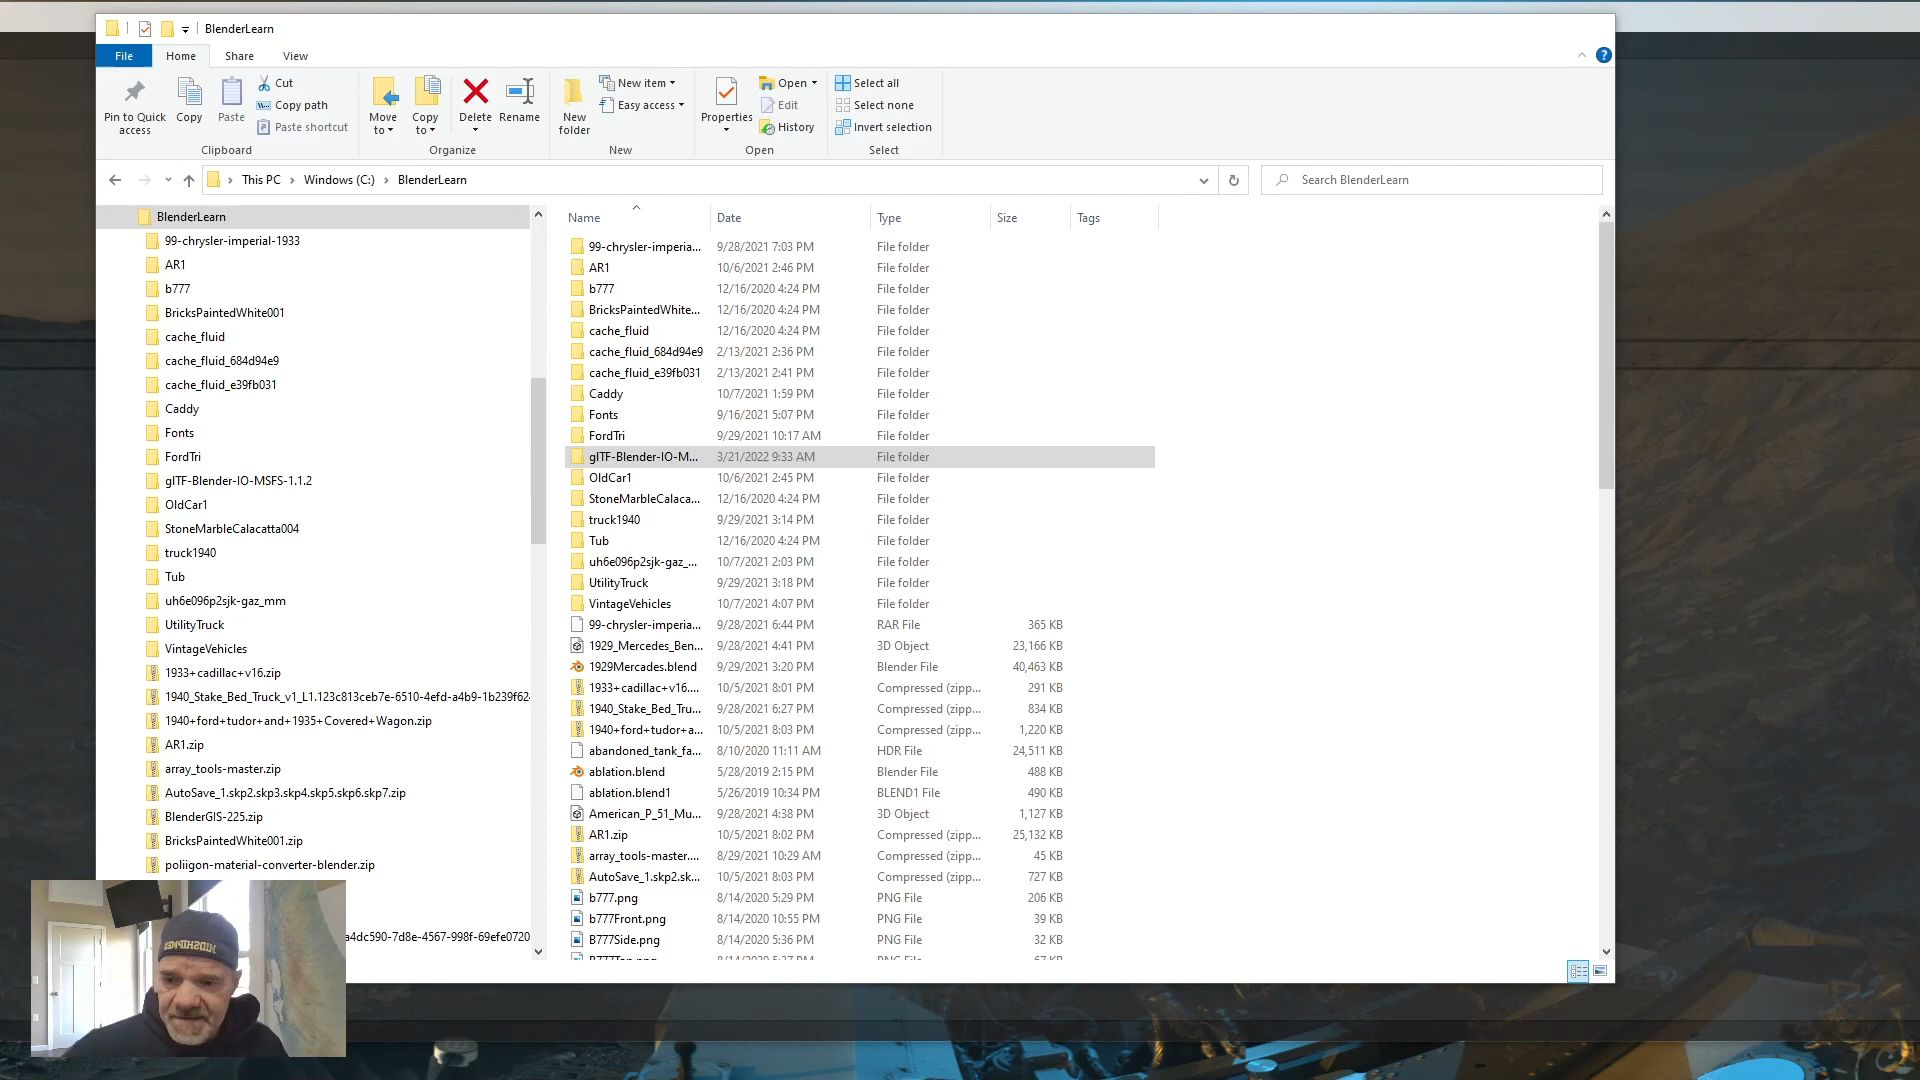 BlenderLearn
File
Home
Share
View
Pin to Quick access
Copy
Paste
Cut
Copy path
Paste shortcut
Clipboard
Move to
Copy to
Delete
Rename
Organize
New folder
New item
Easy access
New
Properties
Open
Edit
History
Open
Select all
Select none
Invert selection
Select
This PC > Windows (C:) > BlenderLearn
Search BlenderLearn
BlenderLearn
99-chrysler-imperial-1933
AR1
b777
BricksPaintedWhite001
cache_fluid
cache_fluid_684d94e9
cache_fluid_e39fb031
Caddy
Fonts
FordTri
glTF-Blender-IO-MSFS-1.1.2
OldCar1
StoneMarbleCalacatta004
truck1940
Tub
uh6e096p2sjk-gaz_mm
UtilityTruck
VintageVehicles
1933+cadillac+v16.zip
1940_Stake_Bed_Truck_v1_L1.123c813ceb7e-6510-4efd-a4b9-1b239f62
1940+ford+tudor+and+1935+Covered+Wagon.zip
AR1.zip
array_tools-master.zip
AutoSave_1.skp2.skp3.skp4.skp5.skp6.skp7.zip
BlenderGIS-225.zip
BricksPaintedWhite001.zip
poliigon-material-converter-blender.zip
a4dc590-7d8e-4567-998f-69efe0720
MIDSHIPMEN
Name Date Type Size Tags
99-chrysler-imperia... 9/28/2021 7:03 PM File folder
AR1 10/6/2021 2:46 PM File folder
b777 12/16/2020 4:24 PM File folder
BricksPaintedWhite... 12/16/2020 4:24 PM File folder
cache_fluid 12/16/2020 4:24 PM File folder
cache_fluid_684d94e9 2/13/2021 2:36 PM File folder
cache_fluid_e39fb031 2/13/2021 2:41 PM File folder
Caddy 10/7/2021 1:59 PM File folder
Fonts 9/16/2021 5:07 PM File folder
FordTri 9/29/2021 10:17 AM File folder
glTF-Blender-IO-M... 3/21/2022 9:33 AM File folder
OldCar1 10/6/2021 2:45 PM File folder
StoneMarbleCalaca... 12/16/2020 4:24 PM File folder
truck1940 9/29/2021 3:14 PM File folder
Tub 12/16/2020 4:24 PM File folder
uh6e096p2sjk-gaz_... 10/7/2021 2:03 PM File folder
UtilityTruck 9/29/2021 3:18 PM File folder
VintageVehicles 10/7/2021 4:07 PM File folder
99-chrysler-imperia... 9/28/2021 6:44 PM RAR File 365 KB
1929_Mercedes_Ben... 9/28/2021 4:41 PM 3D Object 23,166 KB
1929Mercades.blend 9/29/2021 3:20 PM Blender File 40,463 KB
1933+cadillac+v16.... 10/5/2021 8:01 PM Compressed (zipp... 291 KB
1940_Stake_Bed_Tru... 9/28/2021 6:27 PM Compressed (zipp... 834 KB
1940+ford+tudor+a... 10/5/2021 8:03 PM Compressed (zipp... 1,220 KB
abandoned_tank_fa... 8/10/2020 11:11 AM HDR File 24,511 KB
ablation.blend 5/28/2019 2:15 PM Blender File 488 KB
ablation.blend1 5/26/2019 10:34 PM BLEND1 File 490 KB
American_P_51_Mu... 9/28/2021 4:38 PM 3D Object 1,127 KB
AR1.zip 10/5/2021 8:02 PM Compressed (zipp... 25,132 KB
array_tools-master.... 8/29/2021 10:29 AM Compressed (zipp... 45 KB
AutoSave_1.skp2.sk... 10/5/2021 8:03 PM Compressed (zipp... 727 KB
b777.png 8/14/2020 5:29 PM PNG File 206 KB
b777Front.png 8/14/2020 10:55 PM PNG File 39 KB
B777Side.png 8/14/2020 5:36 PM PNG File 32 KB
B777Top.png 8/14/2020 5:37 PM PNG File 67 KB